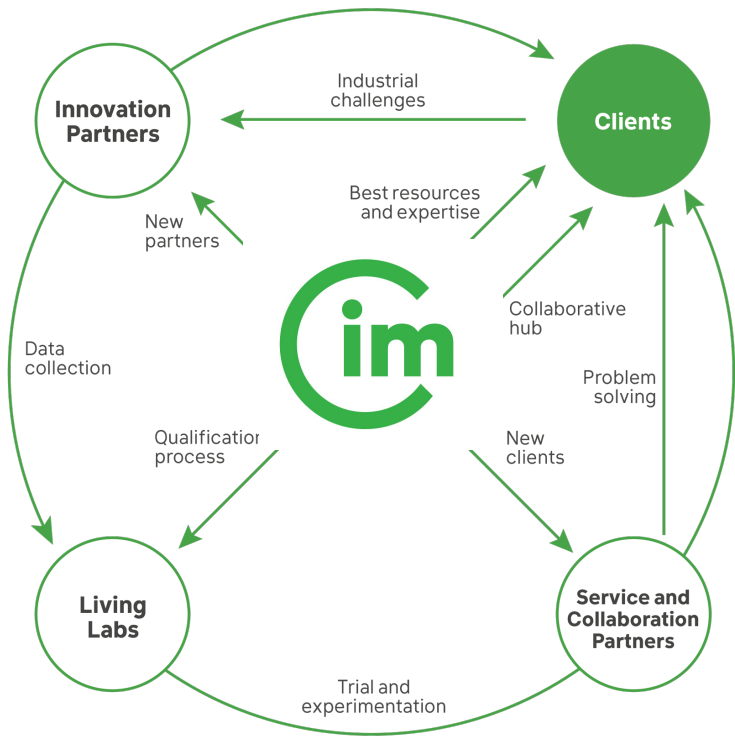 Industrial
challenges
Innovation
Partners
Clients
Best resources
and expertise
New
partners
Collaborative
hub
im
Data
collection
Problem
solving
Qualification
process
New
clients
Living
Labs
Service and
Collaboration
Partners
Trial and
experimentation